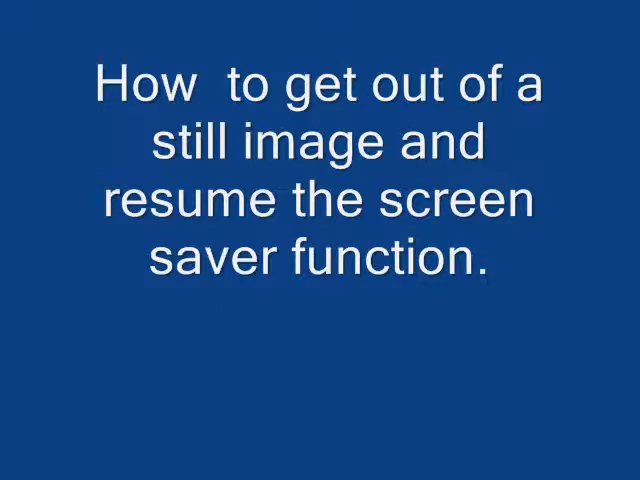 How  to get out of a
still image and
resume the screen
saver function.